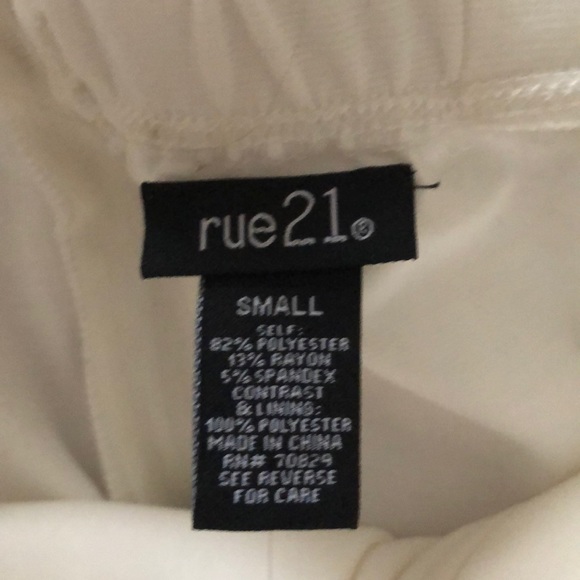 rue21®
SMALL
SELF:
82% POLYESTER
13% RAYON
5% SPANDEX
CONTRAST
& LINING:
100% POLYESTER
MADE IN CHINA
RN# 70829
SEE REVERSE
FOR CARE